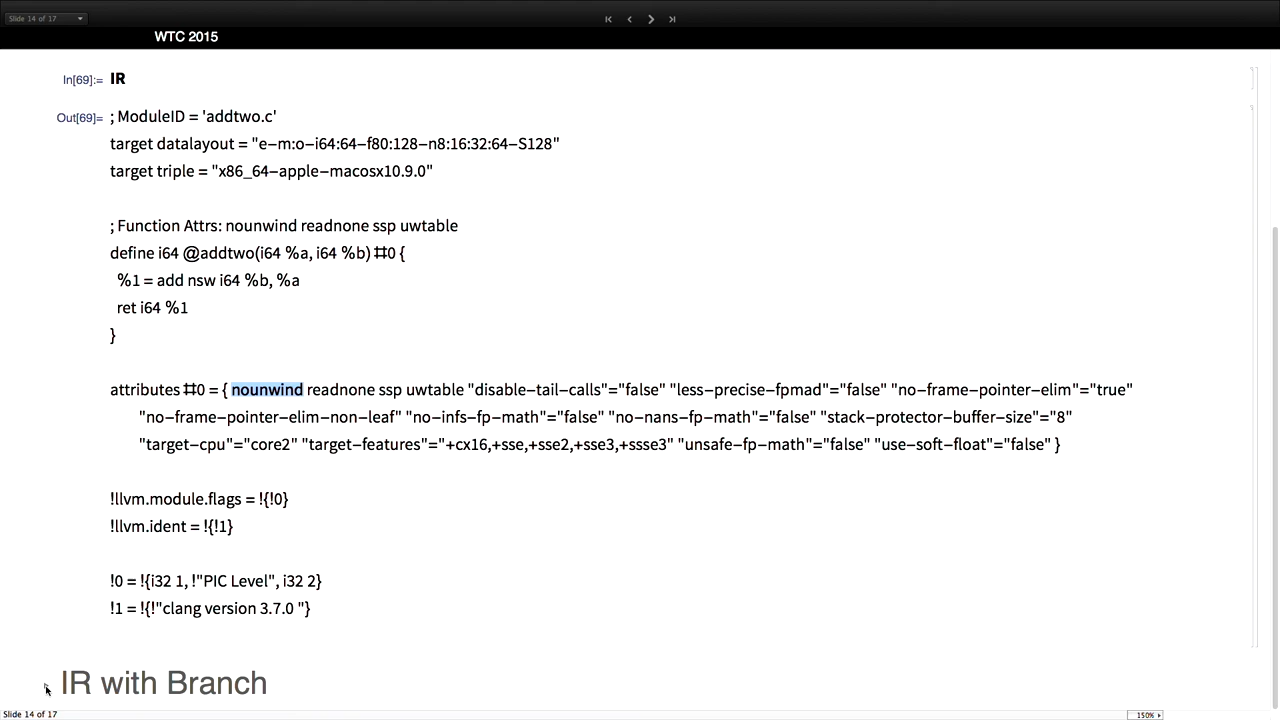 Slide 14 of 17
WTC 2015
In[69]:= IR
Out[69]= ; ModuleID = 'addtwo.c'
target datalayout = "e-m:o-i64:64-f80:128-n8:16:32:64-S128"
target triple = "x86_64-apple-macosx10.9.0"
; Function Attrs: nounwind readnone ssp uwtable
define i64 @addtwo(i64 %a, i64 %b) #0 {
%1 = add nsw i64 %b, %a
ret i64 %1
}
attributes #0 = { nounwind readnone ssp uwtable "disable-tail-calls"="false" "less-precise-fpmad"="false" "no-frame-pointer-elim"="true"
"no-frame-pointer-elim-non-leaf" "no-infs-fp-math"="false" "no-nans-fp-math"="false" "stack-protector-buffer-size"="8"
"target-cpu"="core2" "target-features"="+cx16,+sse,+sse2,+sse3,+ssse3" "unsafe-fp-math"="false" "use-soft-float"="false" }
!llvm.module.flags = !{!0}
!llvm.ident = !{!1}
!0 = !{i32 1, !"PIC Level", i32 2}
!1 = !{!"clang version 3.7.0 "}
IR with Branch
Slide 14 of 17
150%